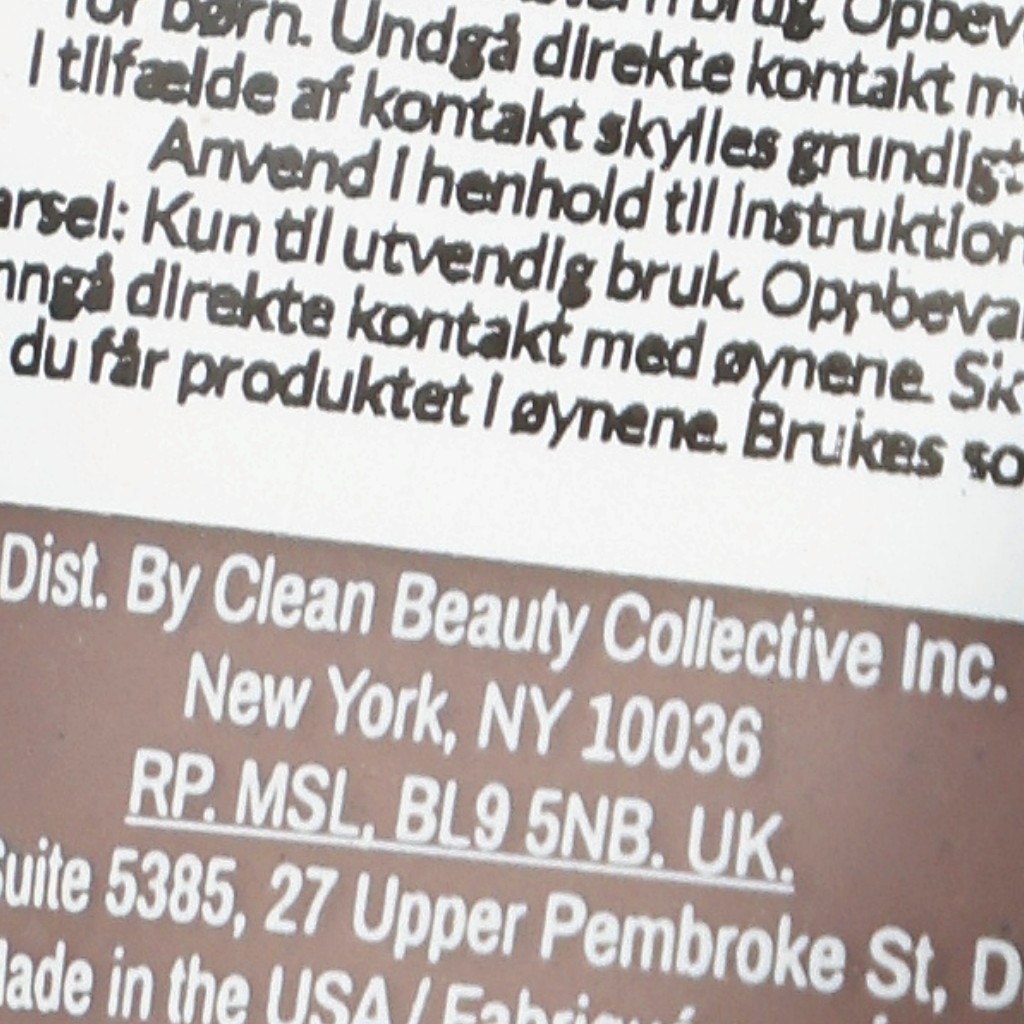 for børn. Undgå direkte kontakt
I tilfælde af kontakt skylles grundigt
Anvend i henhold til
Kun til utvendig bruk.
direkte kontakt med øynene.
du får produktet i øynene. Brukes
Dist. By Clean Beauty Collective Inc.
New York, NY 10036
RP. MSL, BL9 5NB. UK.
Suite 5385, 27 Upper Pembroke St,
Made in the USA /